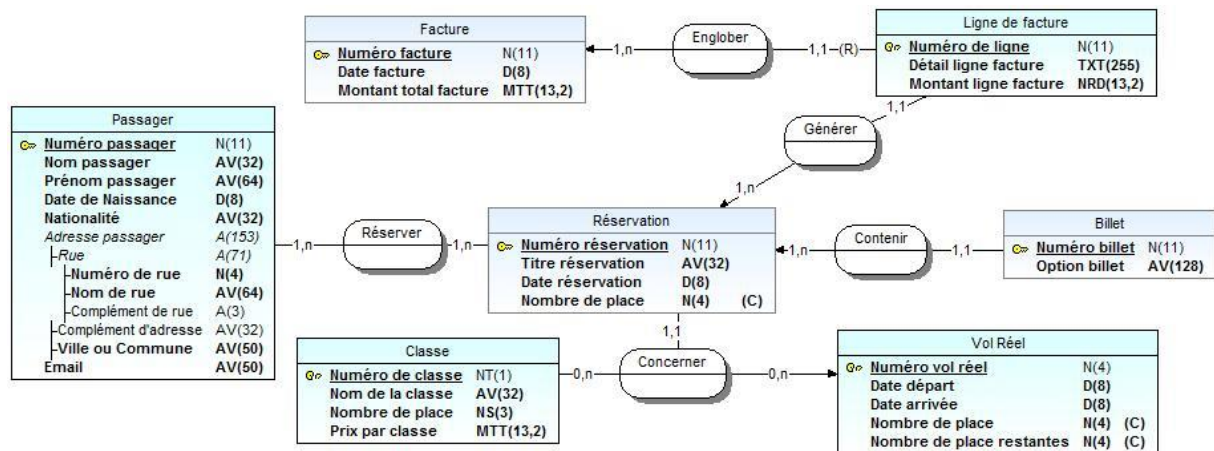 Facture
Numéro facture N(11)
Date facture D(8)
Montant total facture MTT(13,2)
1,n
Englober
1,1 (R)
Ligne de facture
Numéro de ligne N(11)
Détail ligne facture TXT(255)
Montant ligne facture NRD(13,2)
1,1
Générer
1,n
Passager
Numéro passager N(11)
Nom passager AV(32)
Prénom passager AV(64)
Date de Naissance D(8)
Nationalité AV(32)
Adresse passager A(153)
Rue A(71)
Numéro de rue N(4)
Nom de rue AV(64)
Complément de rue A(3)
Complément d'adresse AV(32)
Ville ou Commune AV(50)
Email AV(50)
1,n
Réserver
1,n
Réservation
Numéro réservation N(11)
Titre réservation AV(32)
Date réservation D(8)
Nombre de place N(4) (C)
1,n
Contenir
1,1
Billet
Numéro billet N(11)
Option billet AV(128)
1,1
Classe
Numéro de classe NT(1)
Nom de la classe AV(32)
Nombre de place NS(3)
Prix par classe MTT(13,2)
0,n
Concerner
0,n
Vol Réel
Numéro vol réel N(4)
Date départ D(8)
Date arrivée D(8)
Nombre de place N(4) (C)
Nombre de place restantes N(4) (C)